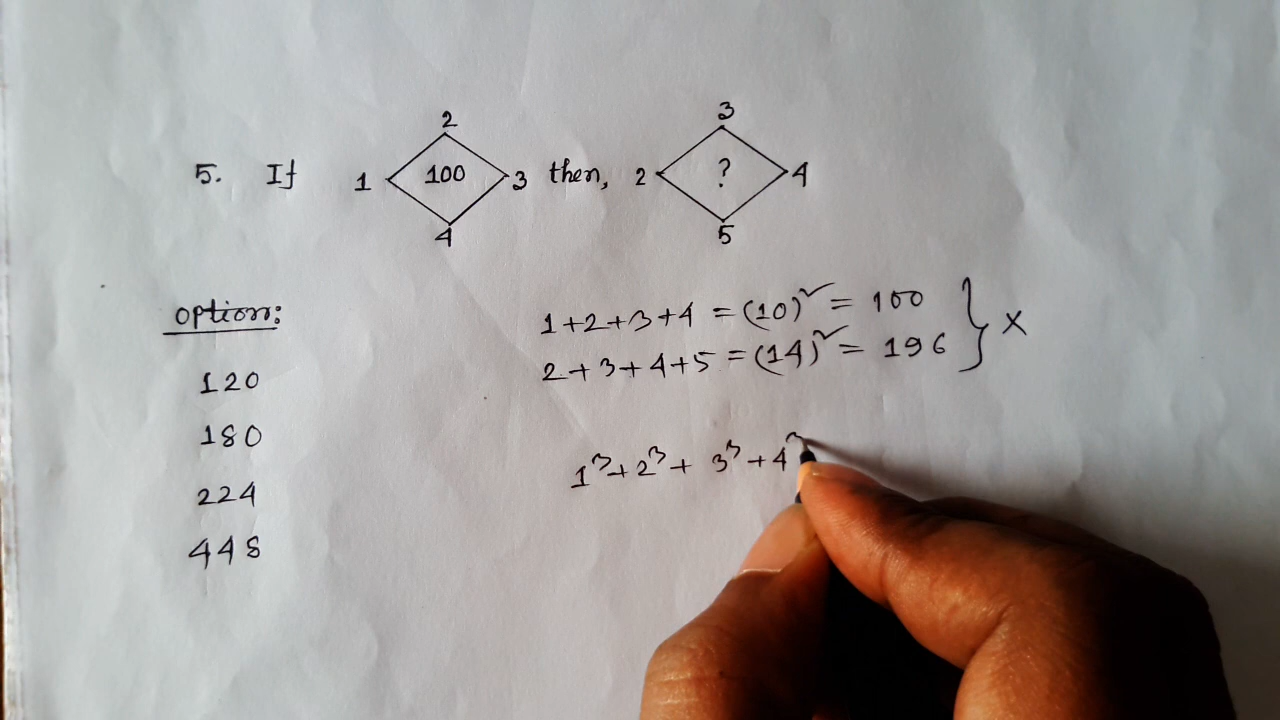 2 3
5. If 1 100 3 then, 2 ? 4
4 5
option:
1+2+3+4 = (10)² = 100
2+3+4+5 = (14)² = 196 } ×
120
180
1³+2³+ 3³+4³
224
448